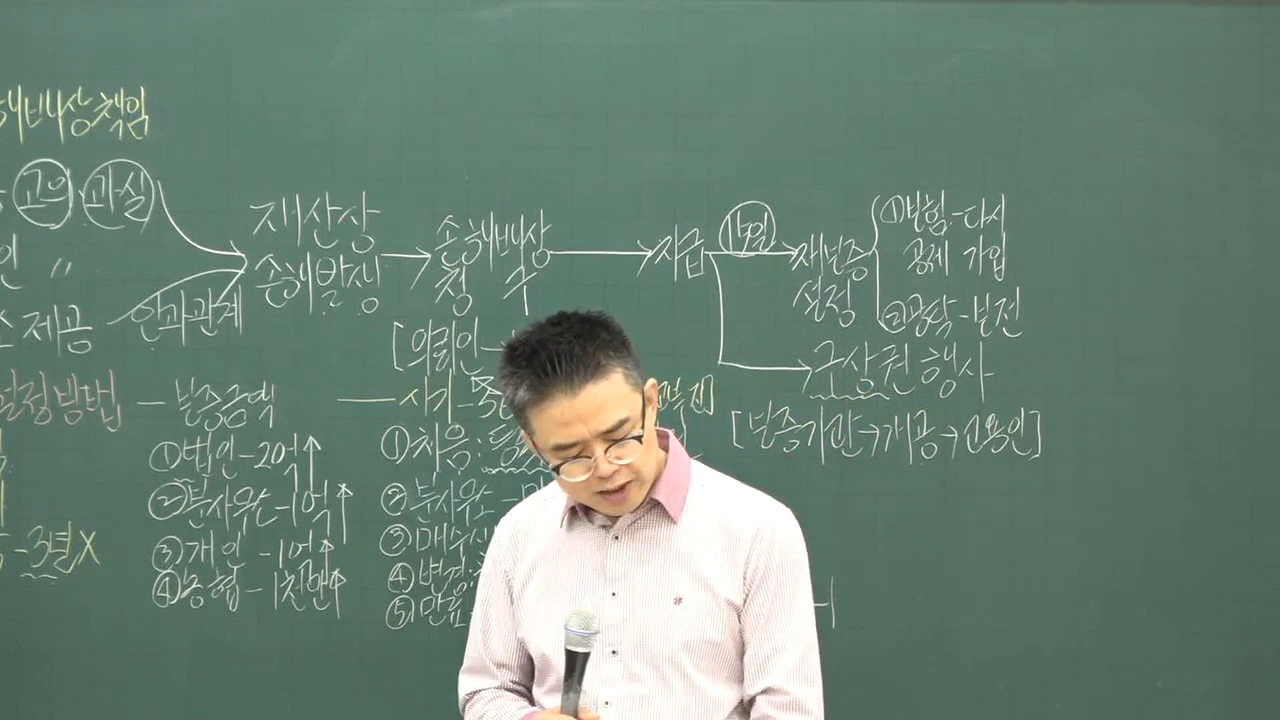 해배상책임
고의 · 과실
인 〃
소 제공
인과관계
재산상
손해발생
손해배상
청 구
[의뢰인
지급
15일
재보증
설정
①보험 - 다시
공제 가입
②공탁 - 보전
구상권 행사
[보증기관→개공→고용인]
설정방법 - 보증금액
①법인 - 20억↑
②분사무소 - 1억↑
③개인 - 1억↑
④농협 - 1천만↑
- 3년X
- 시기 -
①처음 :
②분사무소 -
③매수신
④변경 :
⑤만료